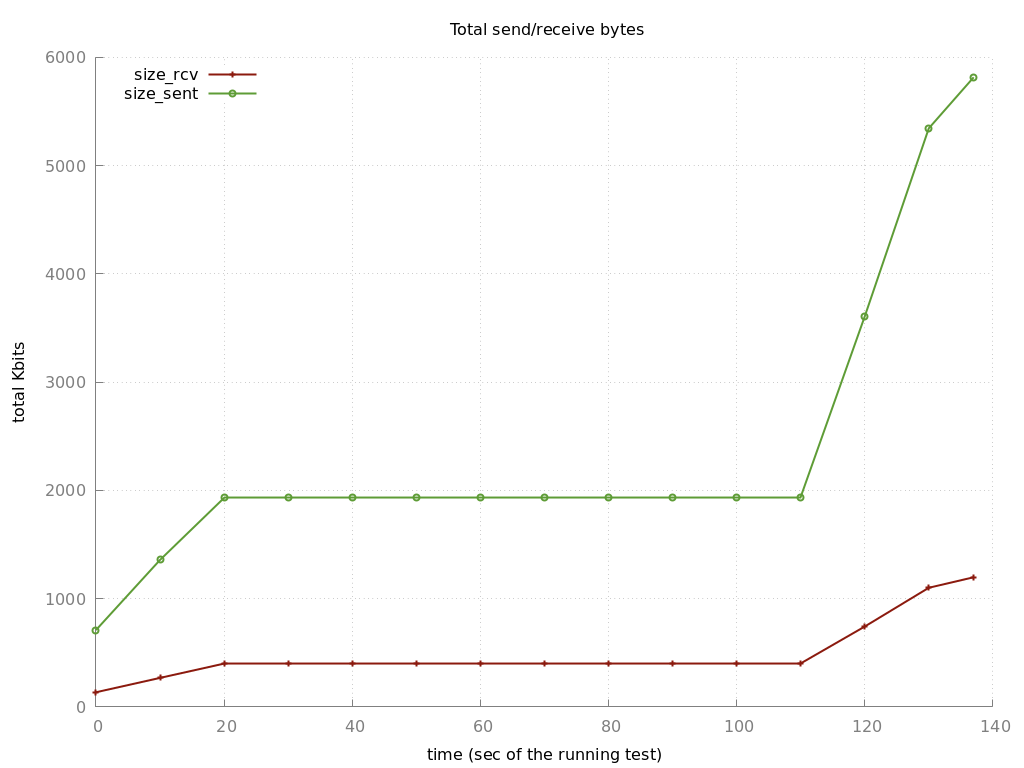 Total send/receive bytes
size_rcv
size_sent
6000
5000
4000
3000
2000
1000
0
total Kbits
0 20 40 60 80 100 120 140
time (sec of the running test)